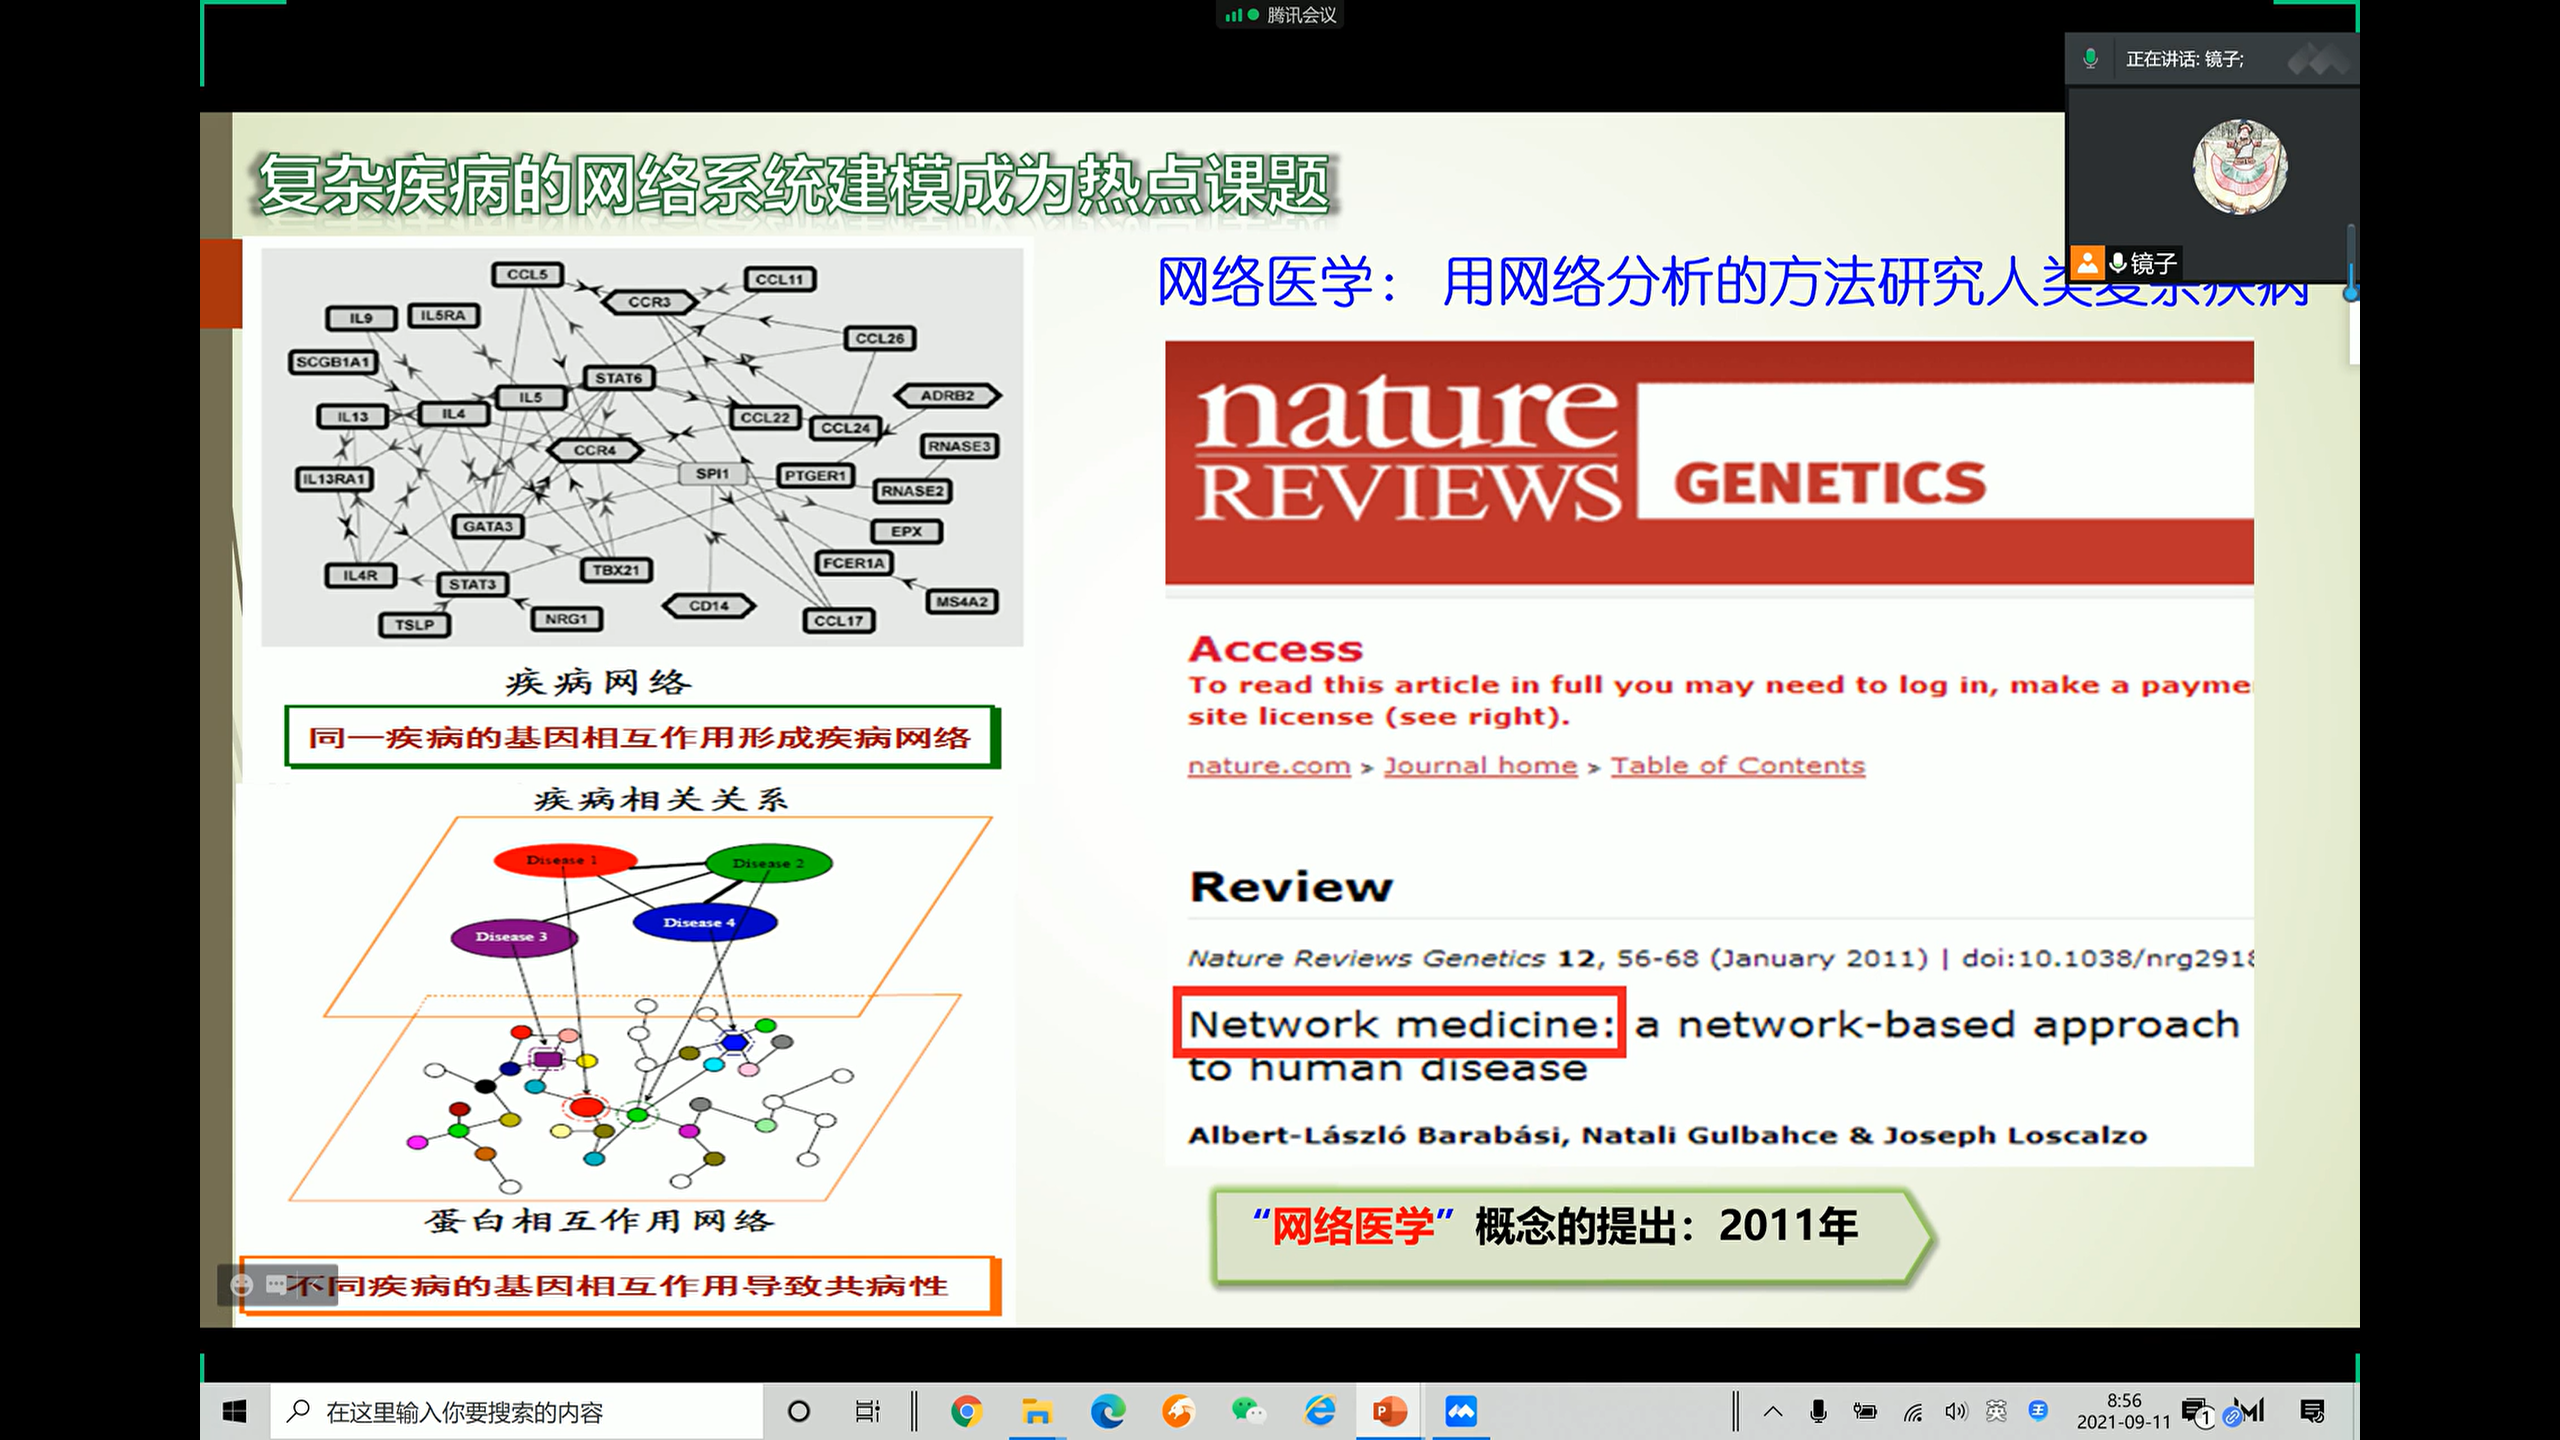 腾讯会议
正在讲话: 镜子;
镜子
复杂疾病的网络系统建模成为热点课题
网络医学： 用网络分析的方法研究人类复杂疾病
CCL5
CCR3
CCL11
IL9
IL5RA
CCL26
SCGB1A1
STAT6
IL5
ADRB2
IL13
IL4
CCL22
CCL24
CCR4
RNASE3
IL13RA1
SPI1
PTGER1
RNASE2
GATA3
EPX
IL4R
STAT3
TBX21
FCER1A
TSLP
NRG1
CD14
CCL17
MS4A2
疾病网络
同一疾病的基因相互作用形成疾病网络
疾病相关关系
Disease 1
Disease 2
Disease 3
Disease 4
蛋白相互作用网络
不同疾病的基因相互作用导致共病性
nature
REVIEWS
GENETICS
Access
To read this article in full you may need to log in, make a payme
site license (see right).
nature.com > Journal home > Table of Contents
Review
Nature Reviews Genetics 12, 56-68 (January 2011) | doi:10.1038/nrg2918
Network medicine: a network-based approach
to human disease
Albert-László Barabási, Natali Gulbahce & Joseph Loscalzo
“网络医学”概念的提出：2011年
在这里输入你要搜索的内容
英
8:56
2021-09-11
1